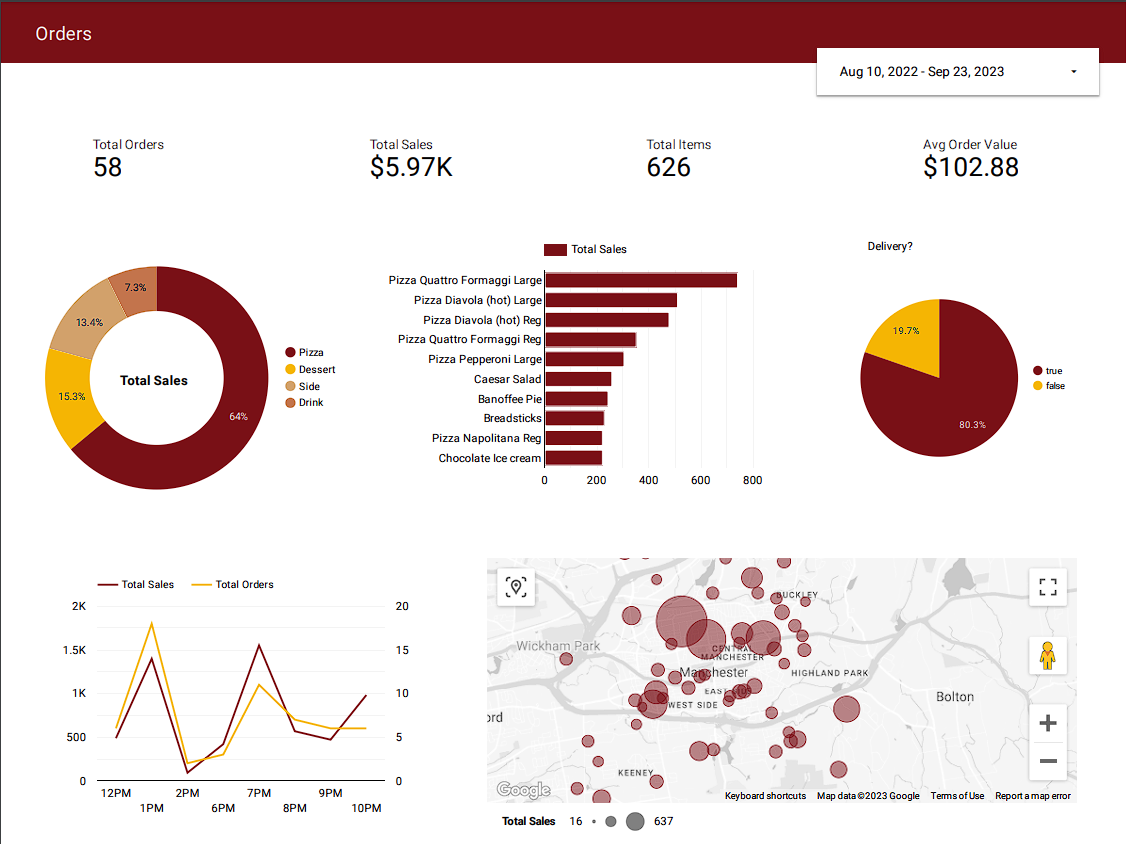 Orders
Aug 10, 2022 - Sep 23, 2023
Total Orders
58
Total Sales
$5.97K
Total Items
626
Avg Order Value
$102.88
7.3%
13.4%
15.3%
64%
Total Sales
Pizza
Dessert
Side
Drink
Total Sales
Pizza Quattro Formaggi Large
Pizza Diavola (hot) Large
Pizza Diavola (hot) Reg
Pizza Quattro Formaggi Reg
Pizza Pepperoni Large
Caesar Salad
Banoffee Pie
Breadsticks
Pizza Napolitana Reg
Chocolate Ice cream
0 200 400 600 800
Delivery?
19.7%
80.3%
true
false
Total Sales Total Orders
2K 20
1.5K 15
1K 10
500 5
0 0
12PM 2PM 7PM 9PM
1PM 6PM 8PM 10PM
BUCKLEY
Wickham Park
CENTRAL
MANCHESTER
Manchester
HIGHLAND PARK
EAST SIDE
WEST SIDE
Bolton
ord
KEENEY
Google
Keyboard shortcuts Map data ©2023 Google Terms of Use Report a map error
Total Sales 16 637